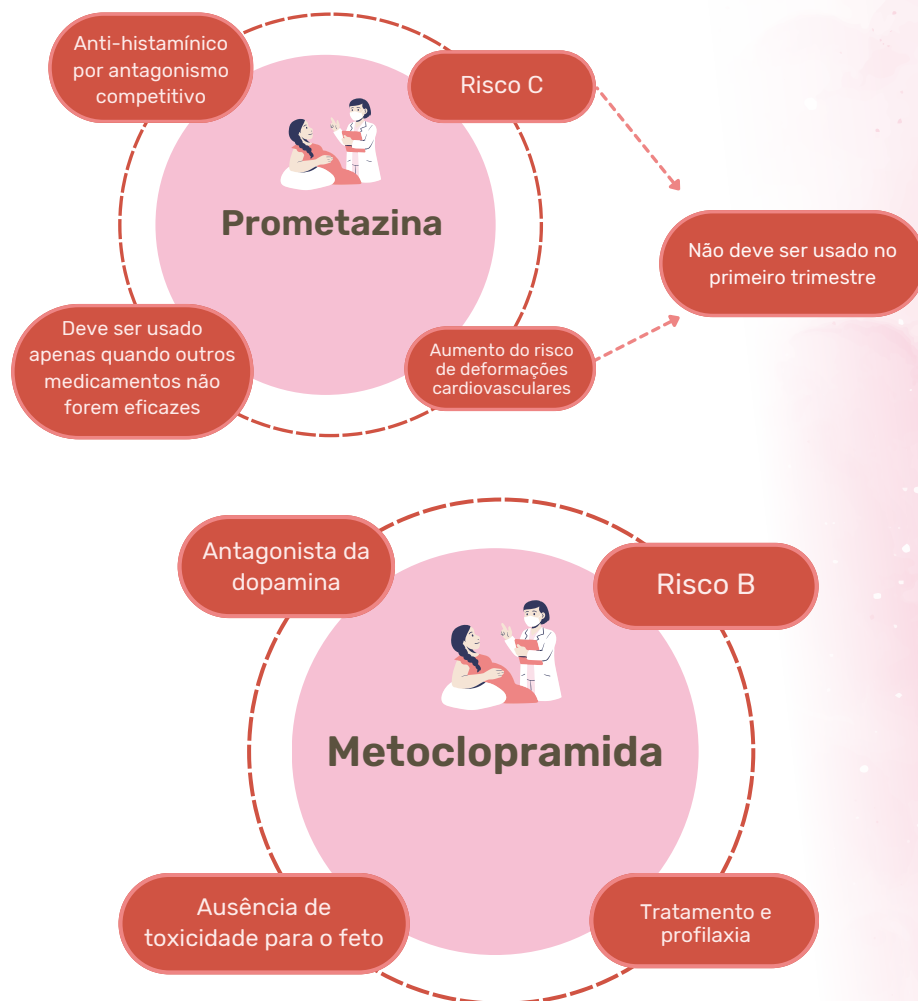 Anti-histamínico
por antagonismo
competitivo
Risco C
Prometazina
Não deve ser usado no
primeiro trimestre
Deve ser usado
apenas quando outros
medicamentos não
forem eficazes
Aumento do risco
de deformações
cardiovasculares
Antagonista da
dopamina
Risco B
Metoclopramida
Ausência de
toxicidade para o feto
Tratamento e
profilaxia